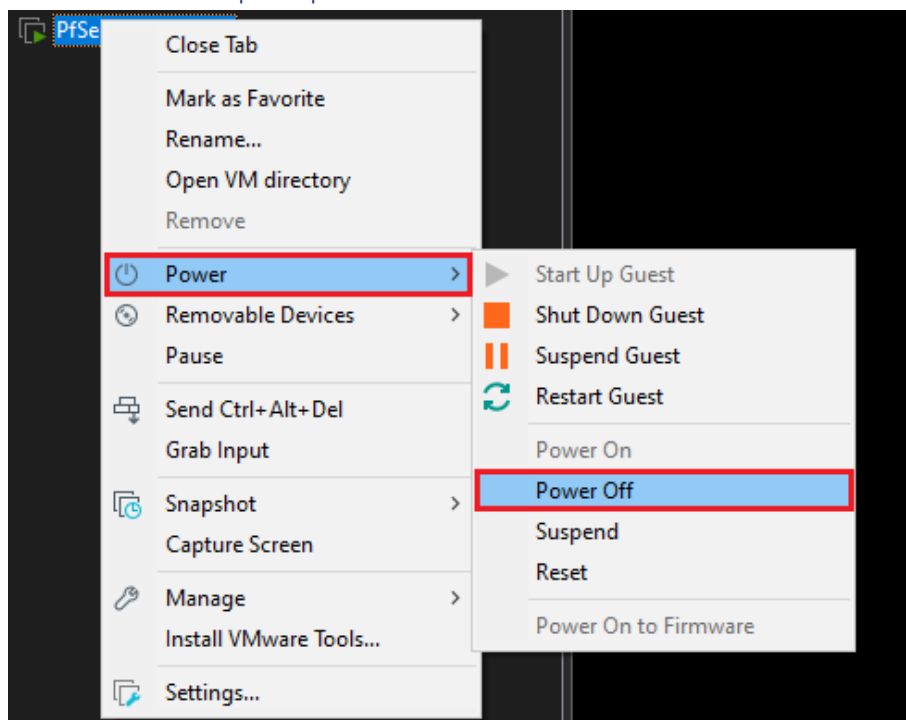 PfSe
Close Tab
Mark as Favorite
Rename...
Open VM directory
Remove
Power
Removable Devices
Pause
Send Ctrl+Alt+Del
Grab Input
Snapshot
Capture Screen
Manage
Install VMware Tools...
Settings...
Start Up Guest
Shut Down Guest
Suspend Guest
Restart Guest
Power On
Power Off
Suspend
Reset
Power On to Firmware